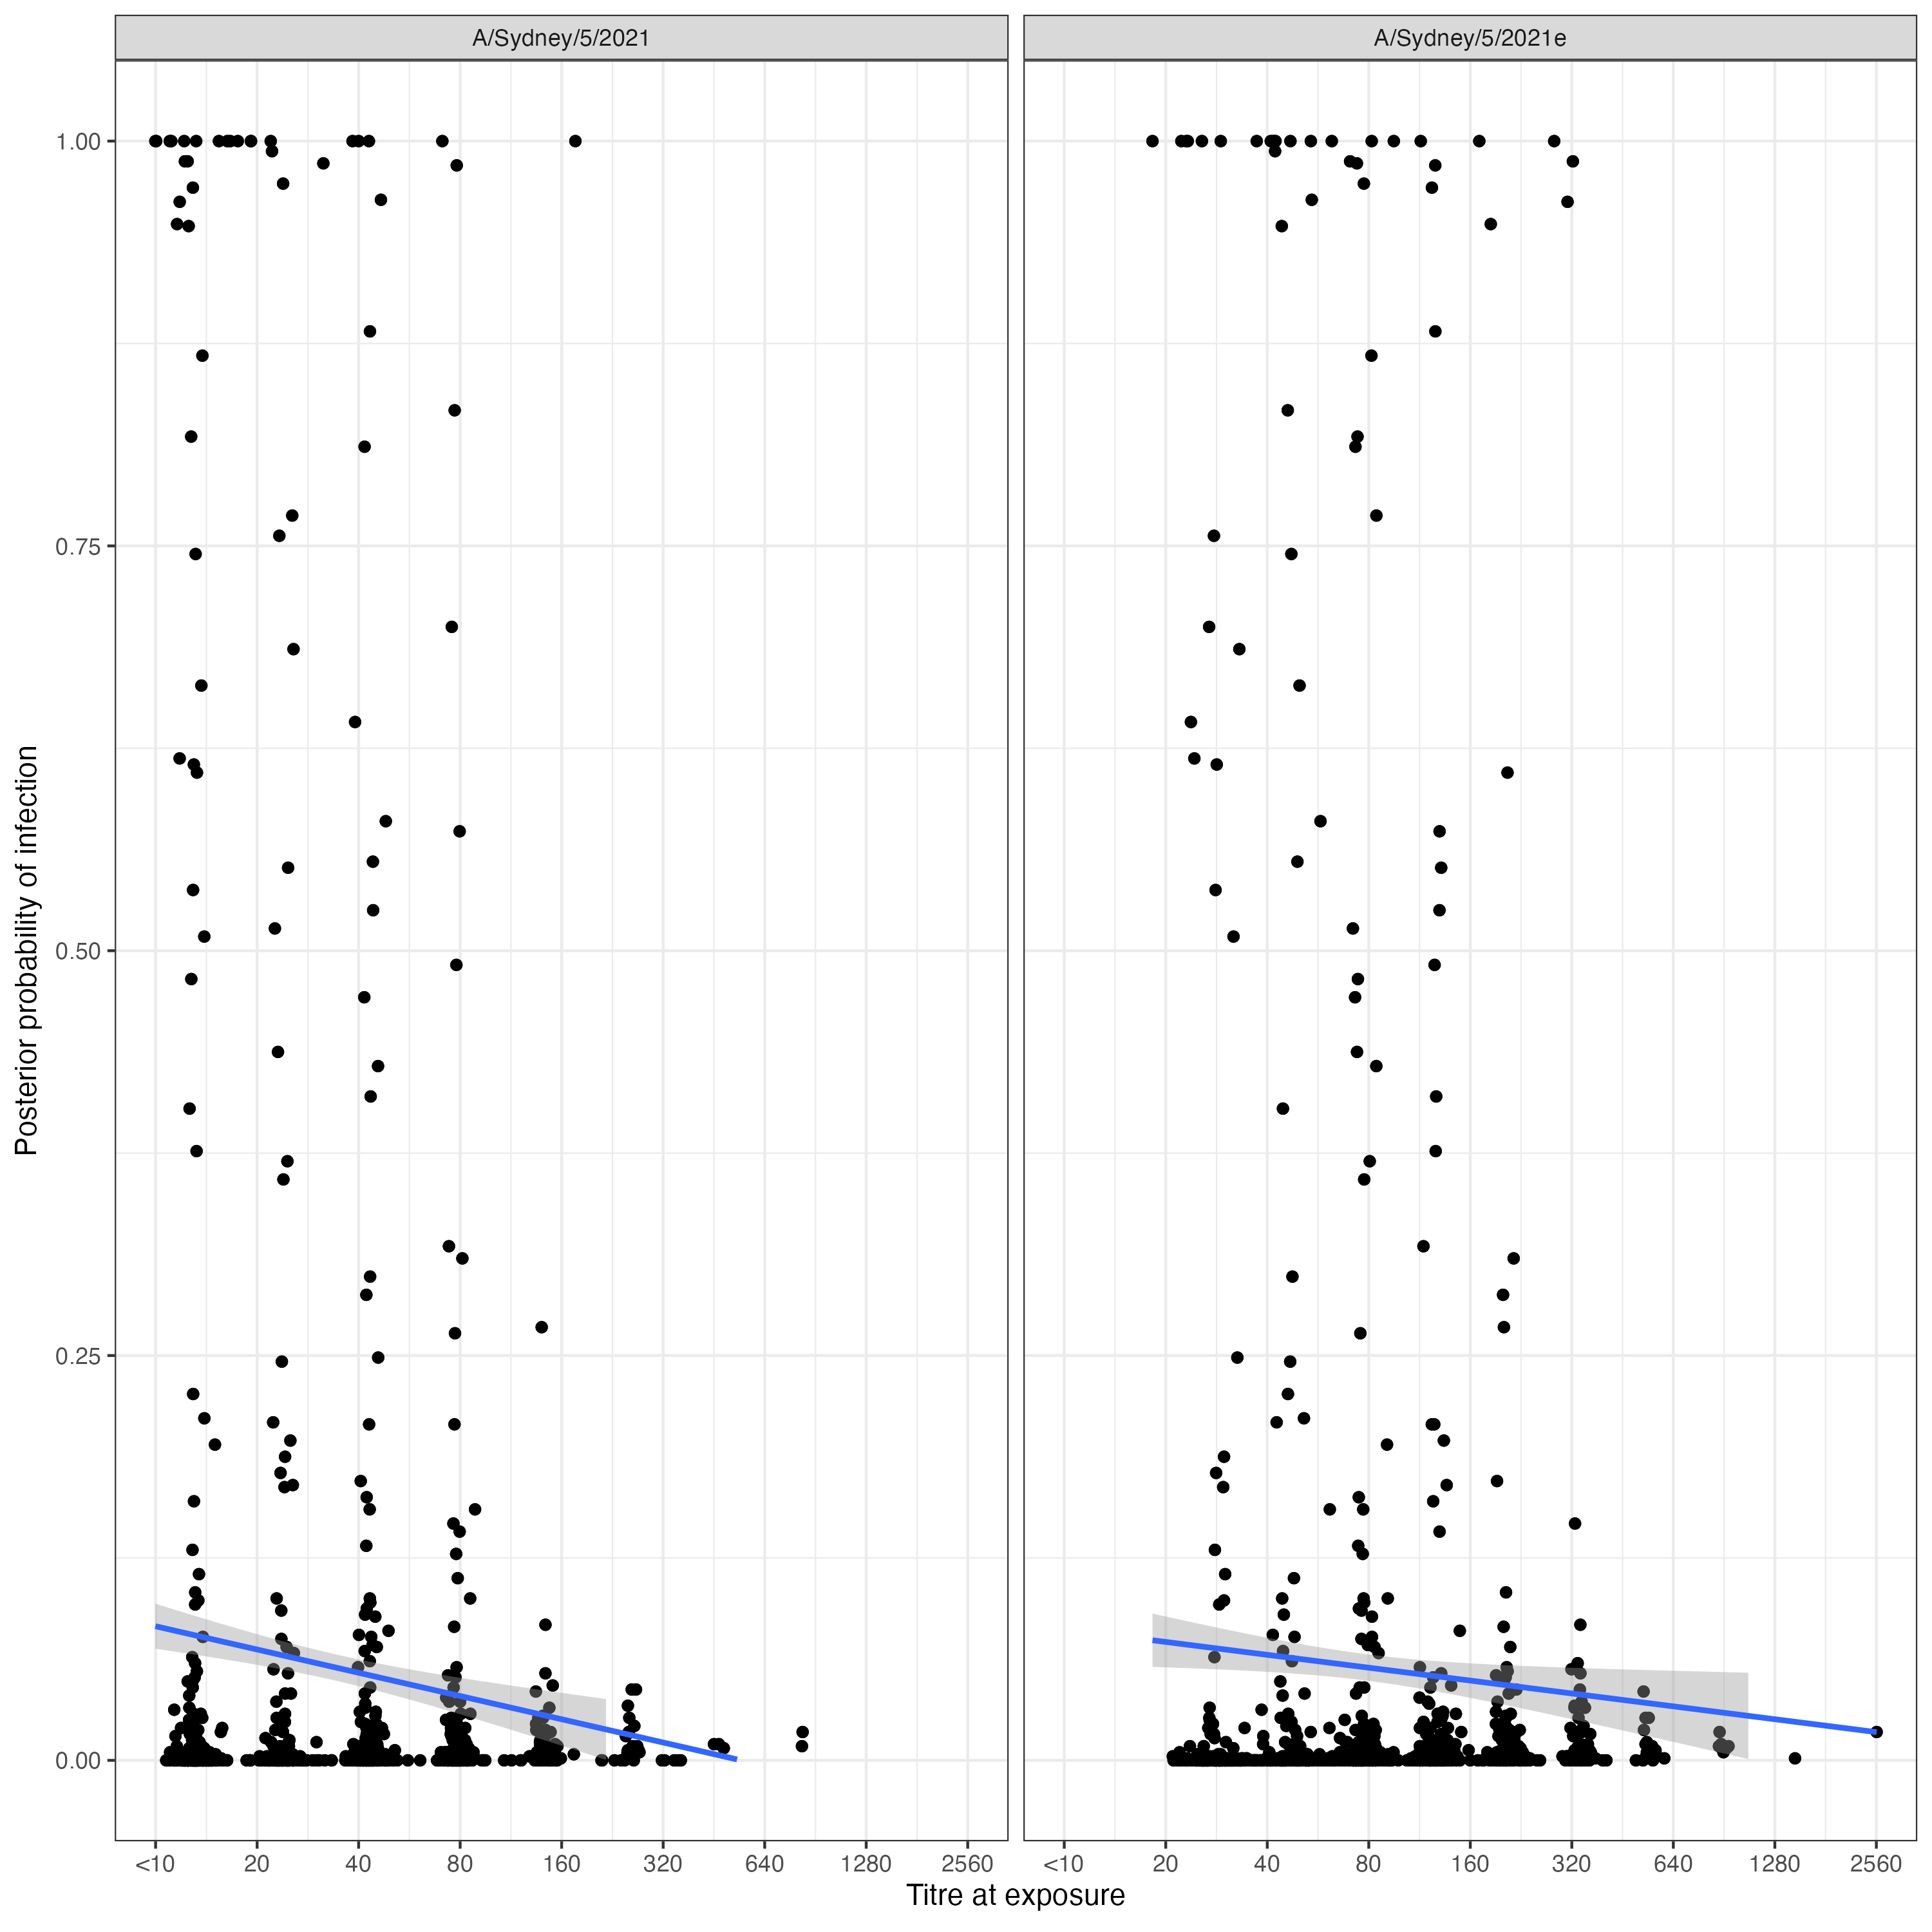 A/Sydney/5/2021
A/Sydney/5/2021e
Posterior probability of infection
1.00
0.75
0.50
0.25
0.00
<10 20 40 80 160 320 640 1280 2560
<10 20 40 80 160 320 640 1280 2560
Titre at exposure